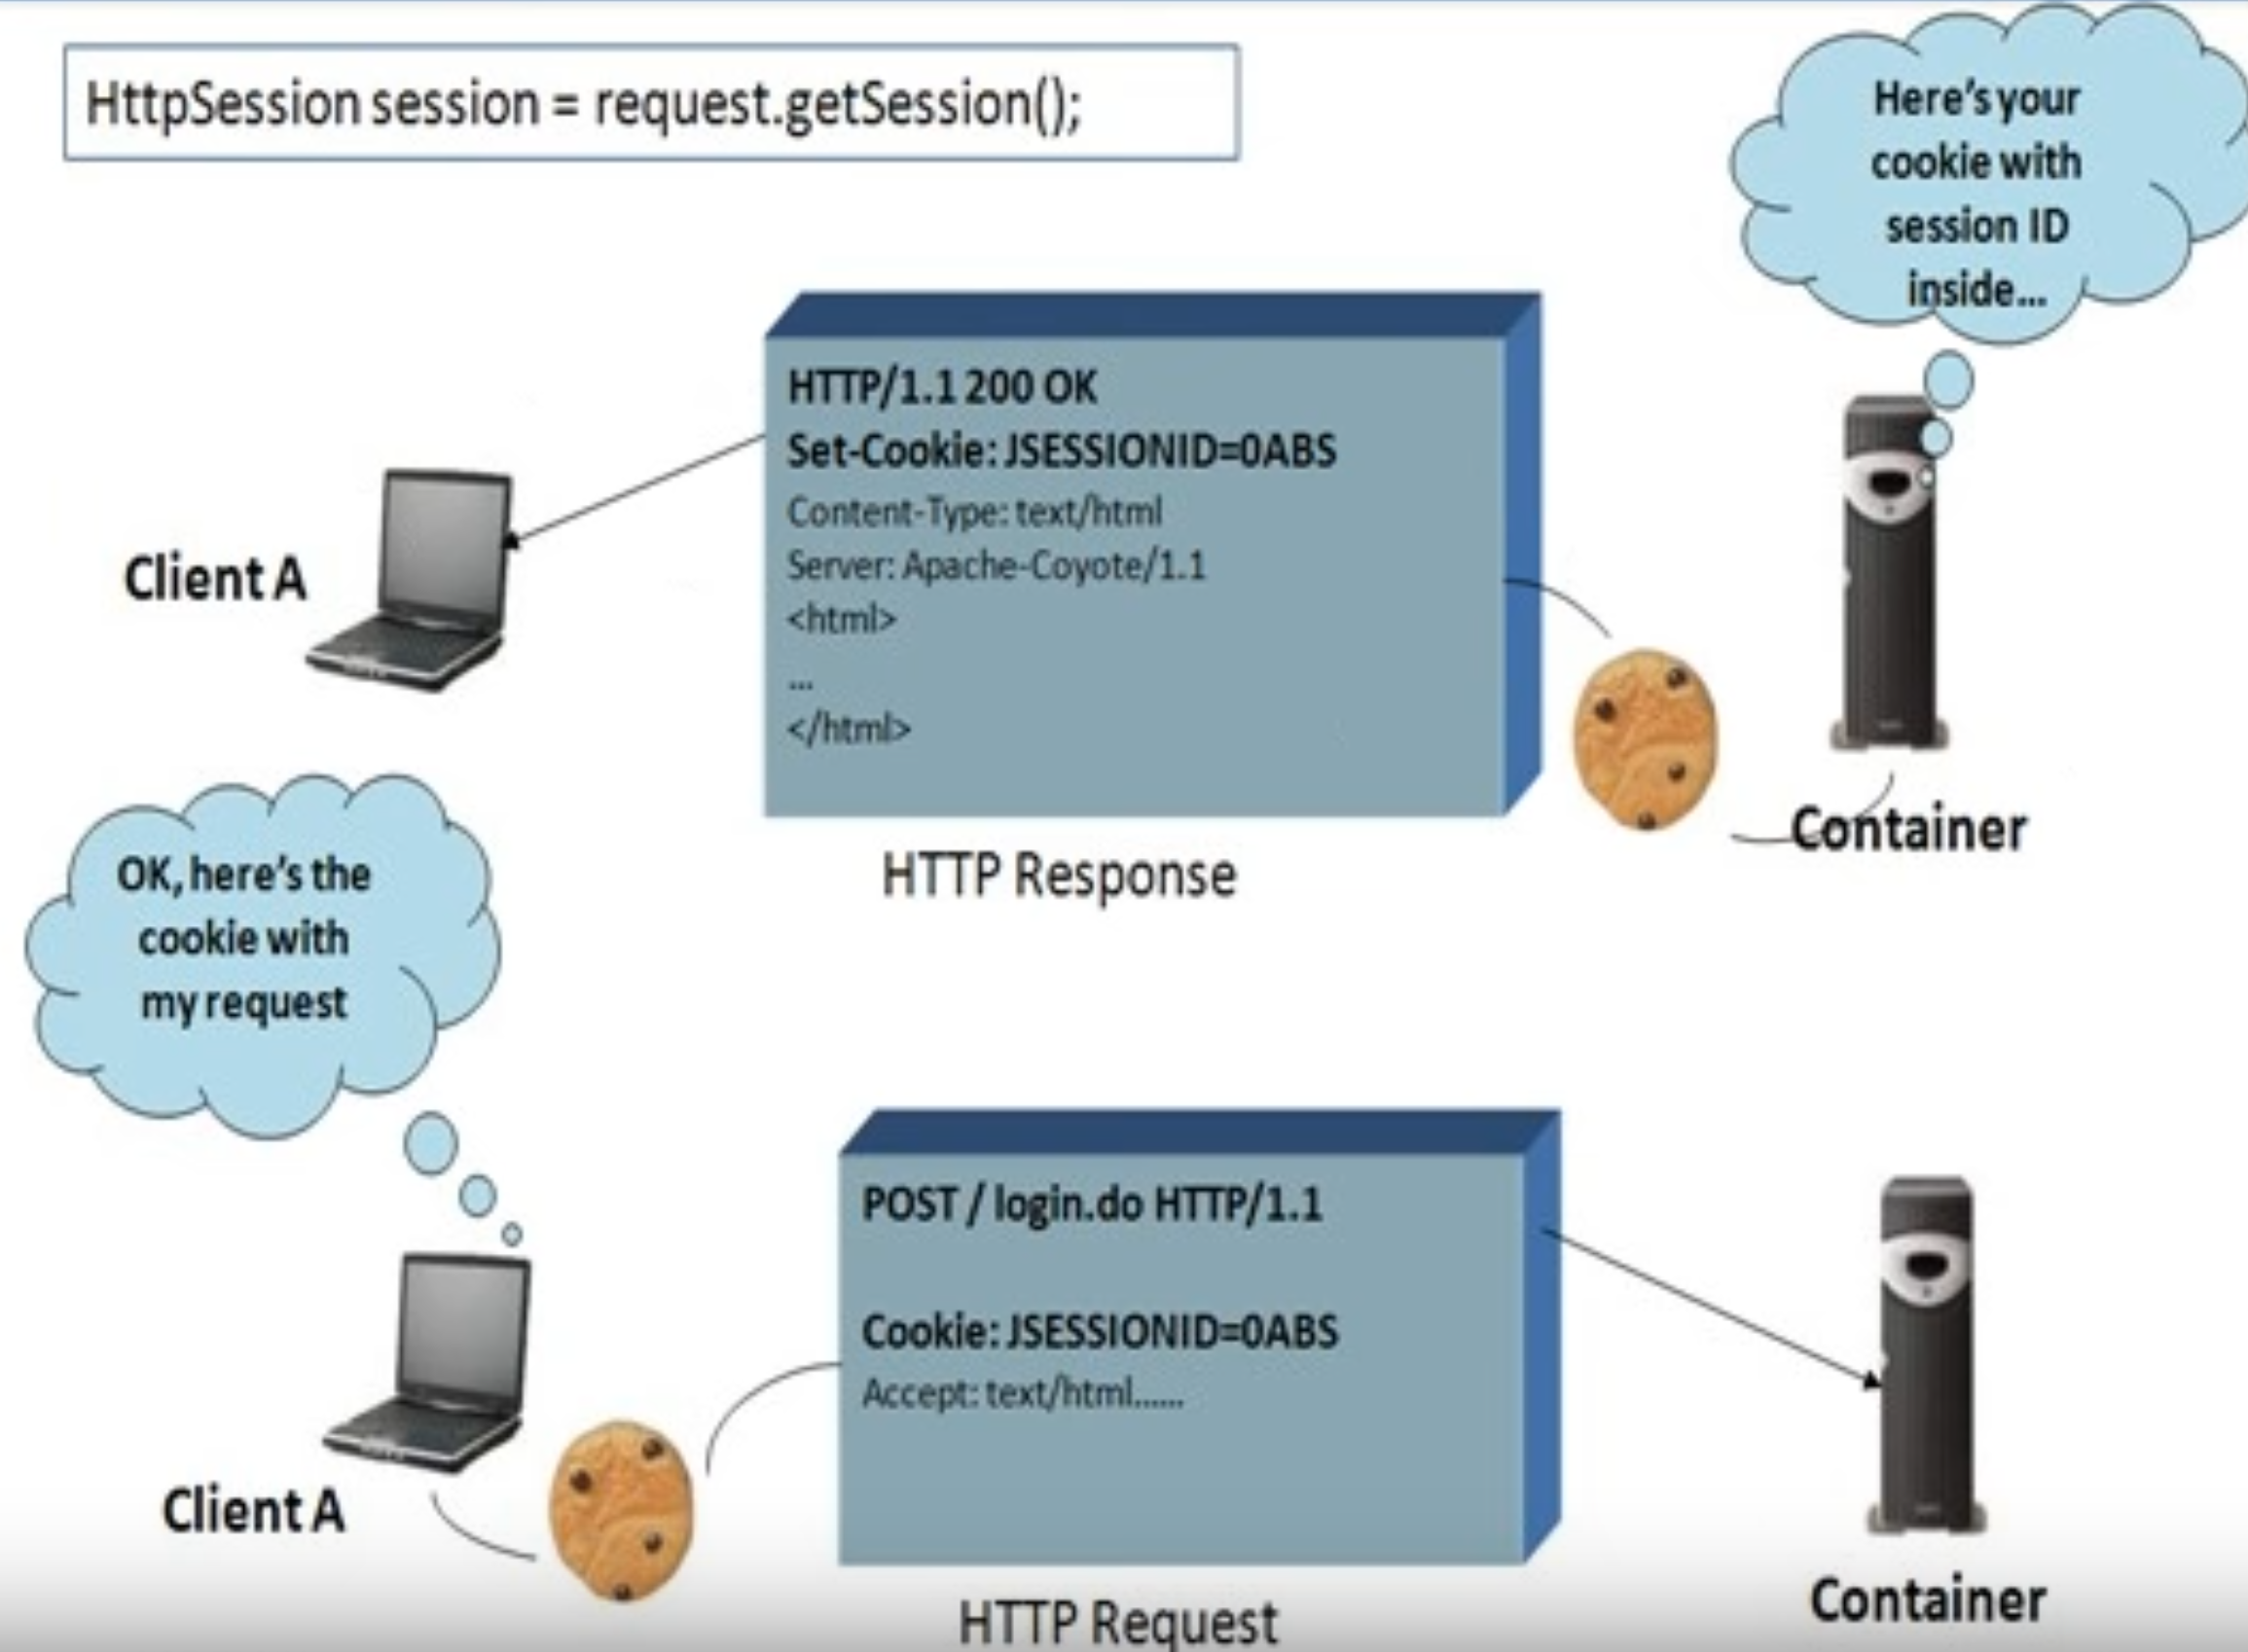 HttpSession session = request.getSession();
Here's your
cookie with
session ID
inside...
HTTP/1.1 200 OK
Set-Cookie: JSESSIONID=0ABS
Content-Type: text/html
Server: Apache-Coyote/1.1
<html>
...
</html>
Client A
Container
HTTP Response
OK, here's the
cookie with
my request
POST / login.do HTTP/1.1
Cookie: JSESSIONID=0ABS
Accept: text/html......
Client A
Container
HTTP Request